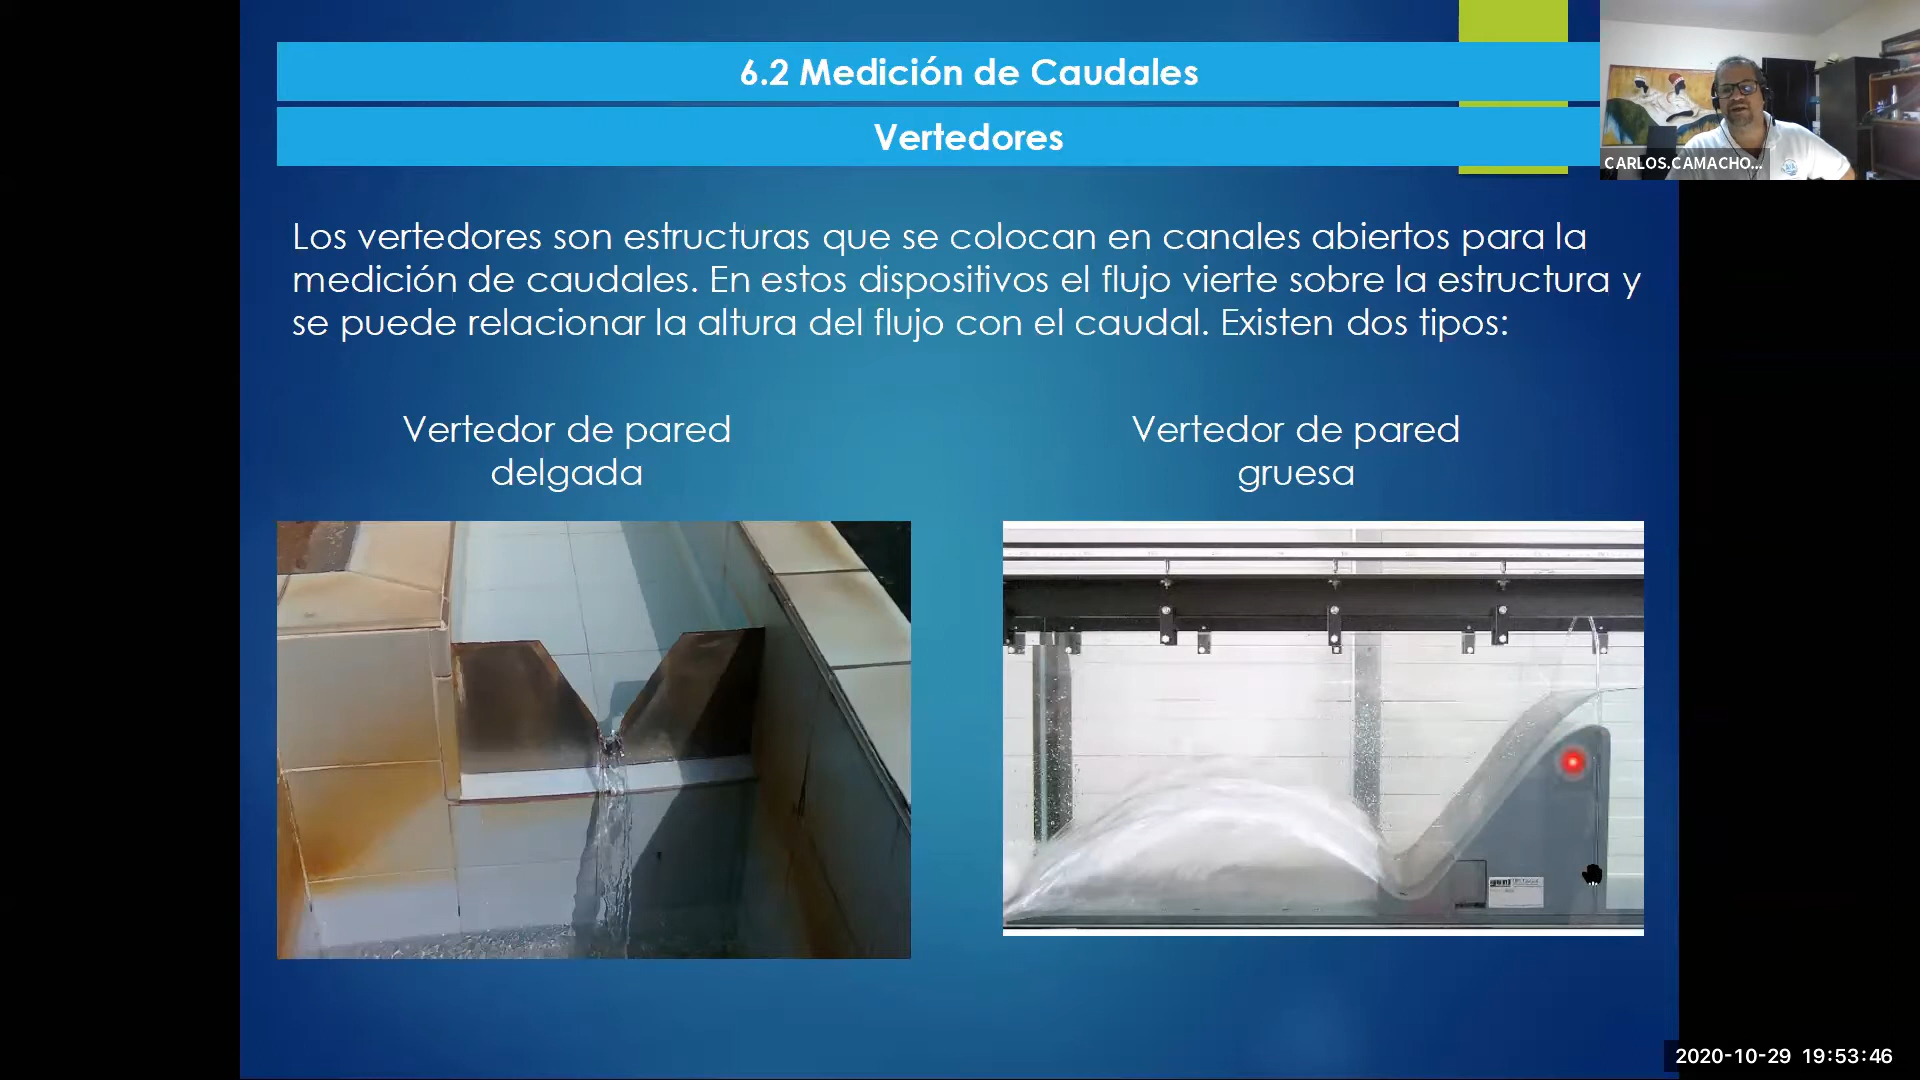 6.2 Medición de Caudales
Vertedores
CARLOS.CAMACHO...
Los vertedores son estructuras que se colocan en canales abiertos para la
medición de caudales. En estos dispositivos el flujo vierte sobre la estructura y
se puede relacionar la altura del flujo con el caudal. Existen dos tipos:
Vertedor de pared
delgada
Vertedor de pared
gruesa
2020-10-29 19:53:46